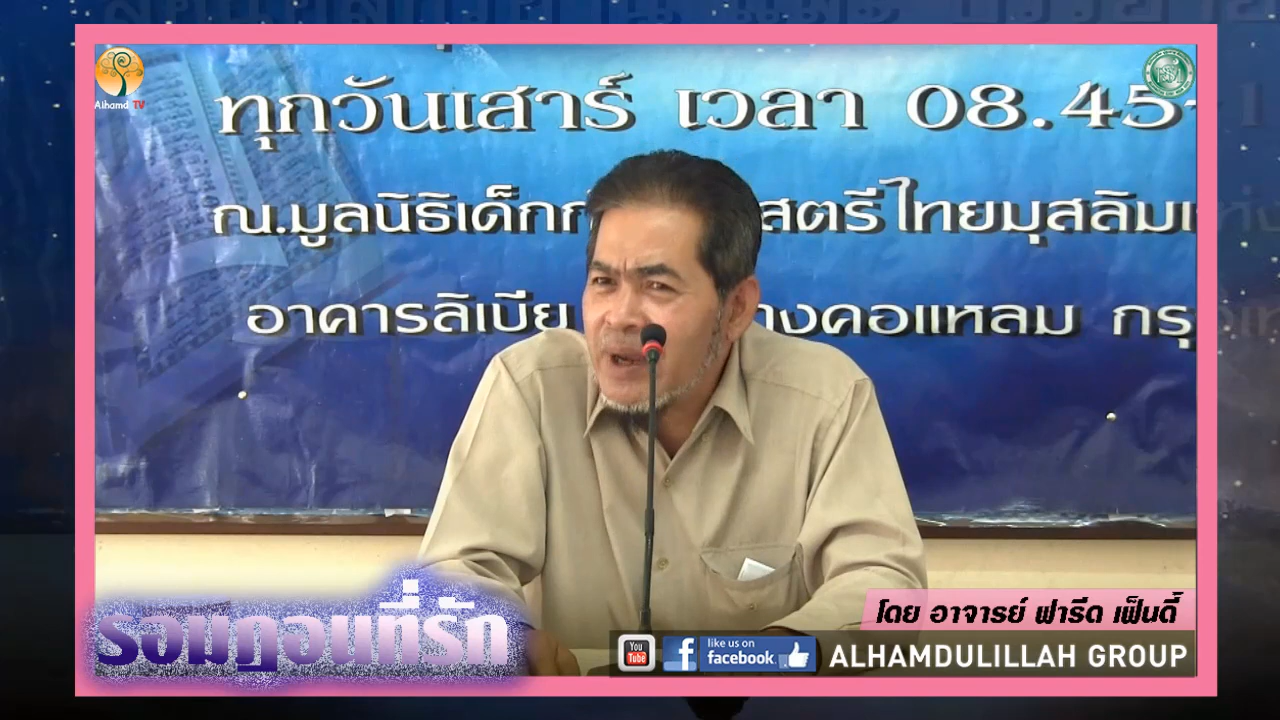 Alhamd TV
ทุกวันเสาร์ เวลา 08.45-
ณ.มูลนิธิเด็กก สตรีไทยมุสลิมแ
อาคารลิเบีย างคอแหลม กรุ
รอมฎอนที่รัก
โดย อาจารย์ ฟารีด เฟ็นดี้
You Tube
like us on
facebook.
ALHAMDULILLAH GROUP